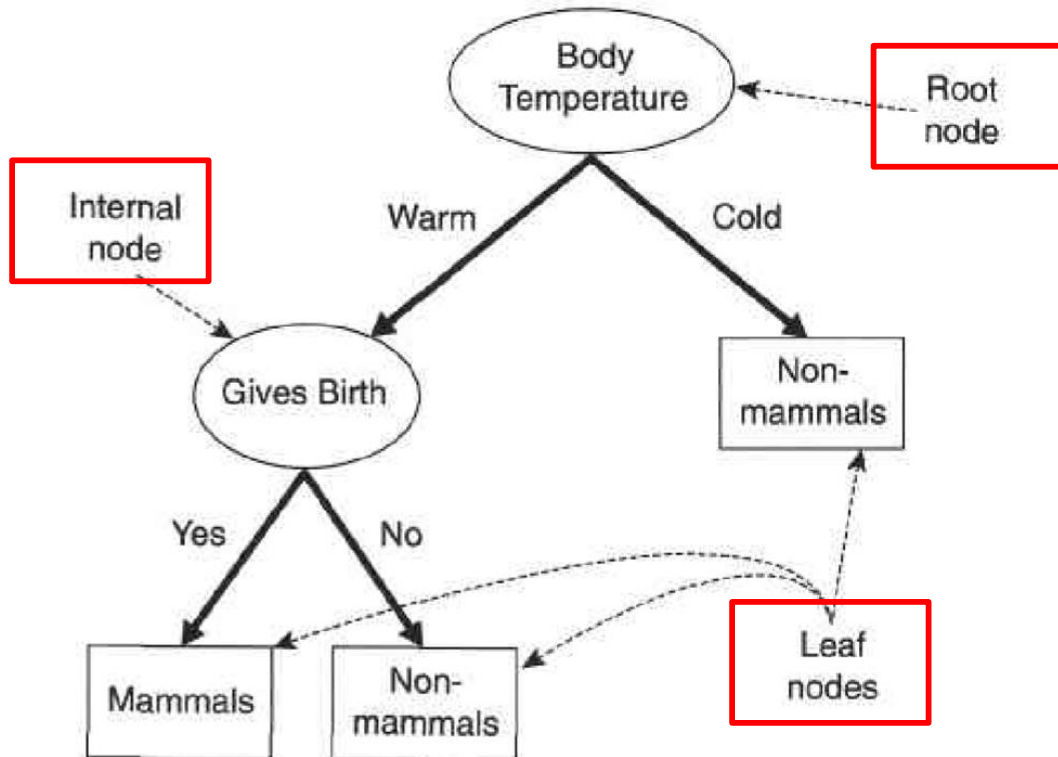 Body
Temperature
Root
node
Internal
node
Warm
Cold
Gives Birth
Non-
mammals
Yes
No
Mammals
Non-
mammals
Leaf
nodes